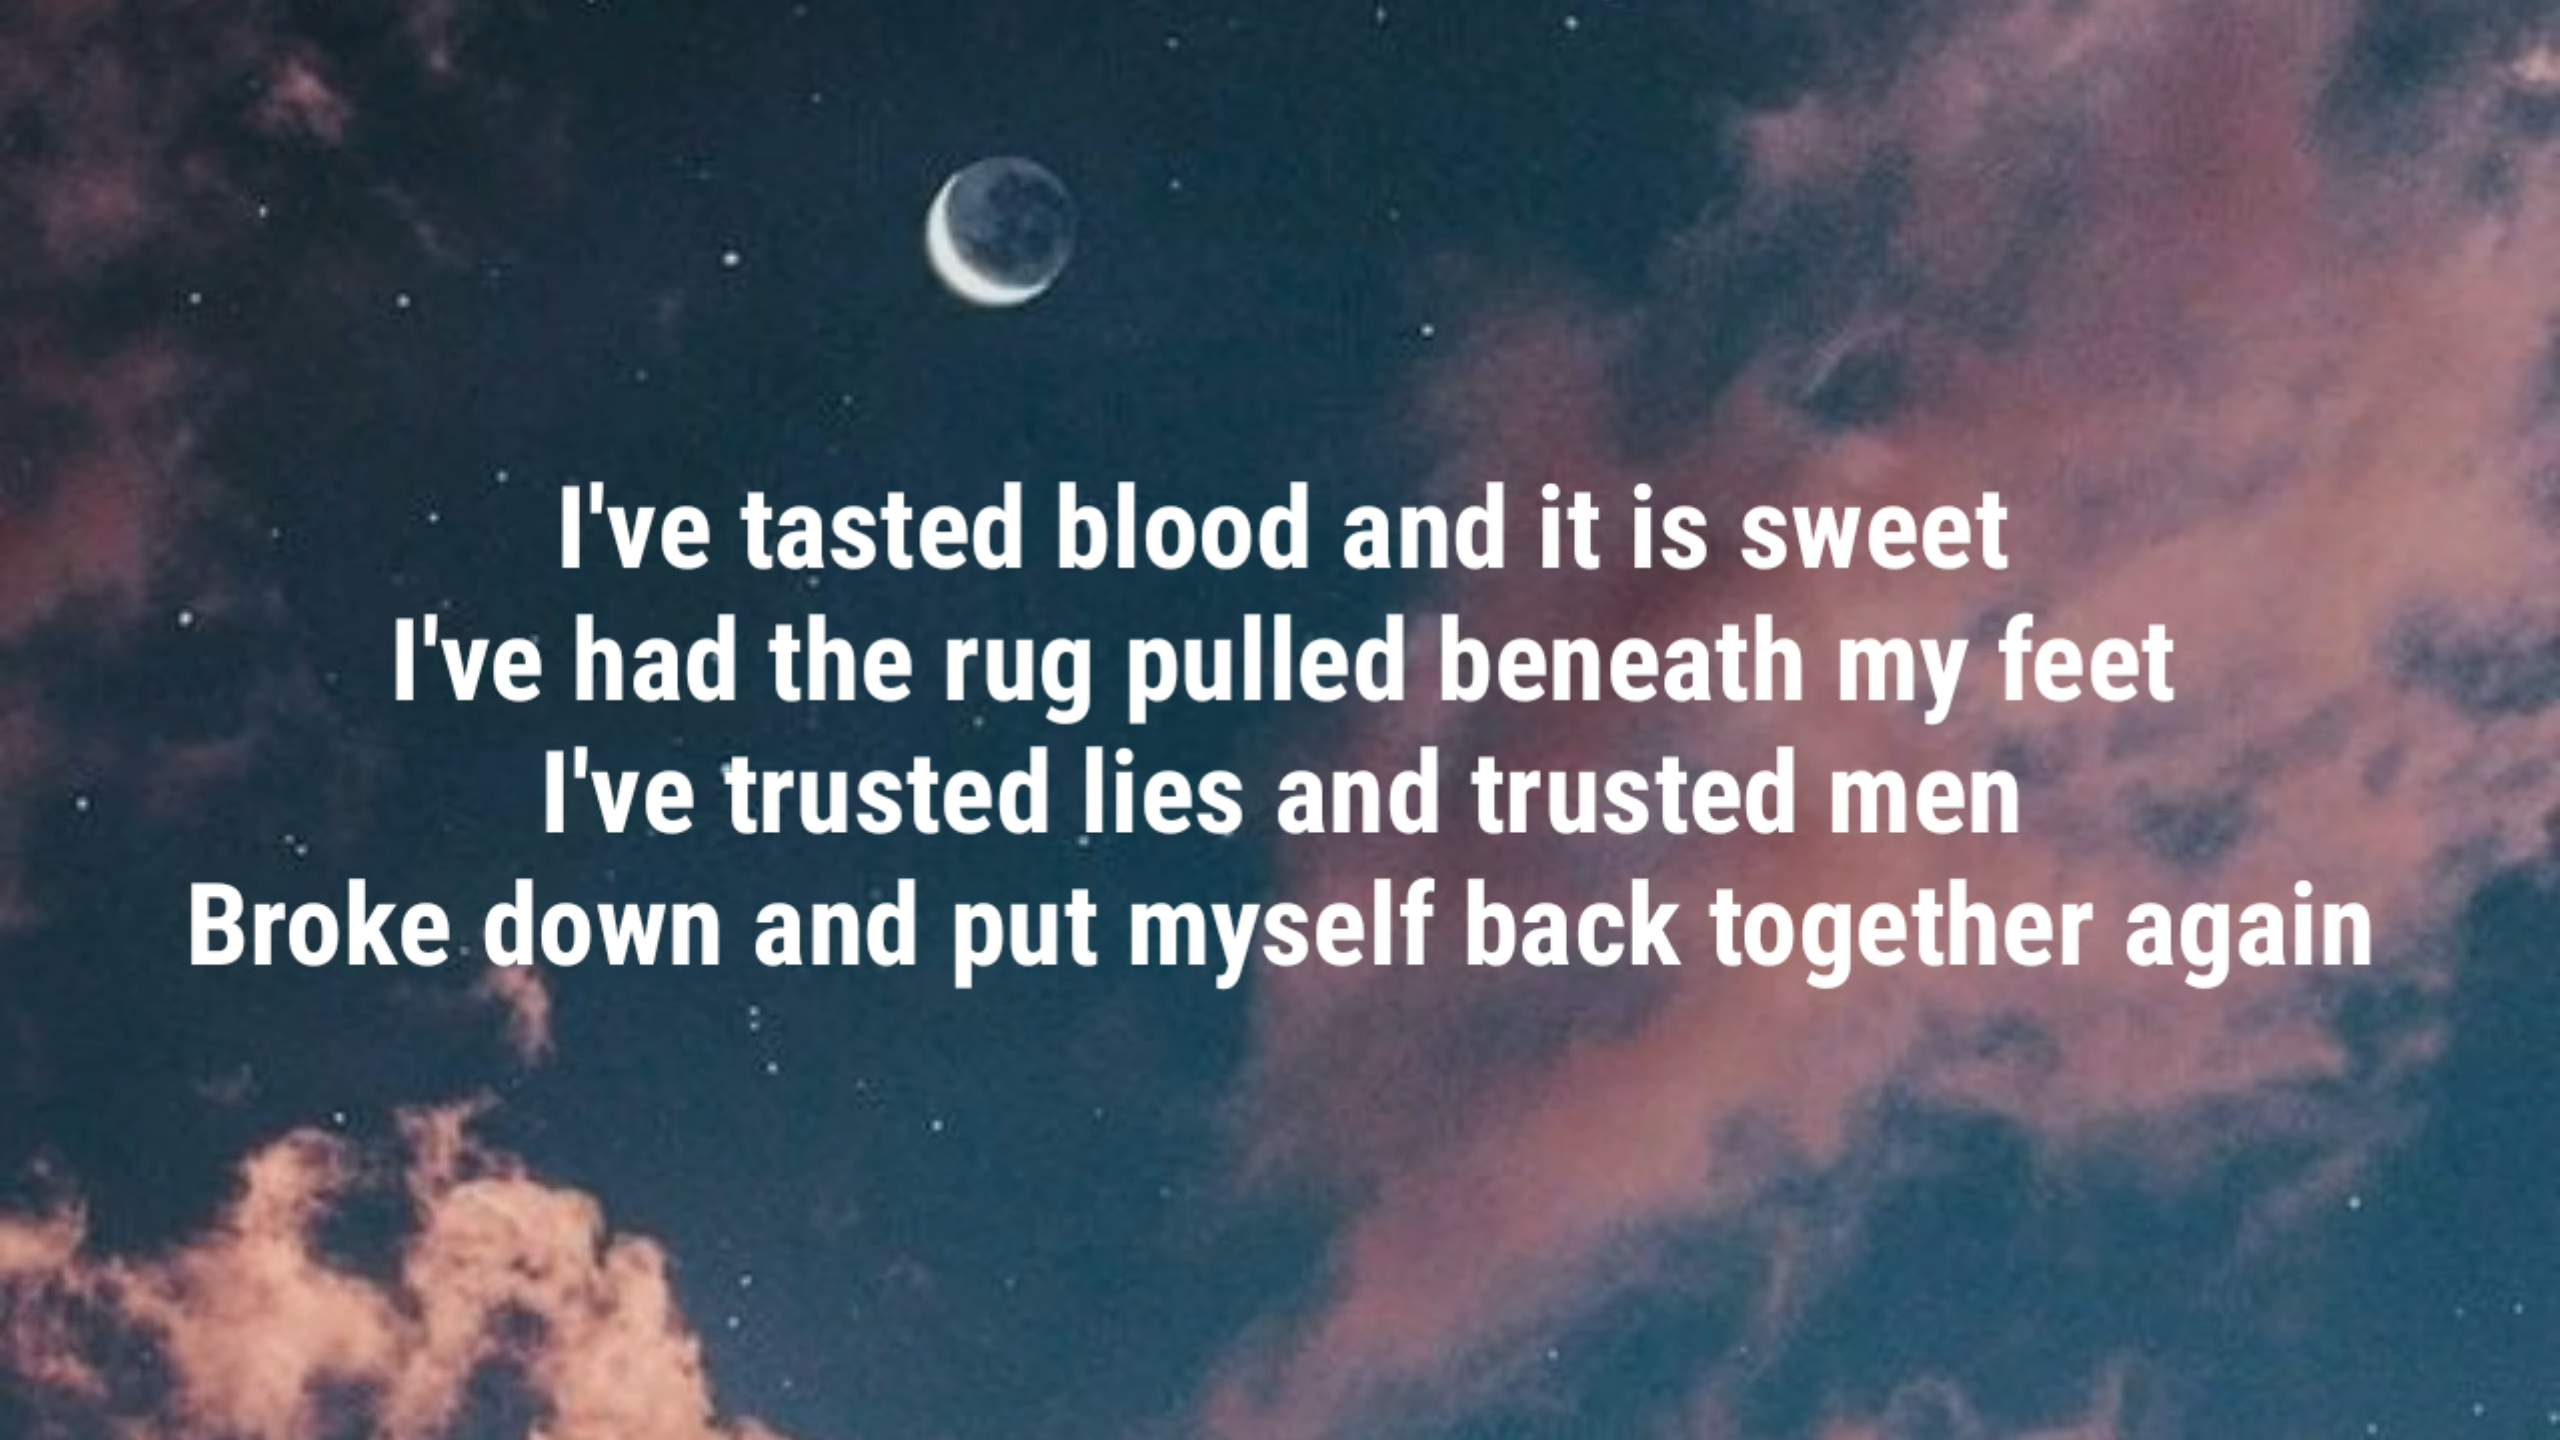 I've tasted blood and it is sweet
I've had the rug pulled beneath my feet
I've trusted lies and trusted men
Broke down and put myself back together again